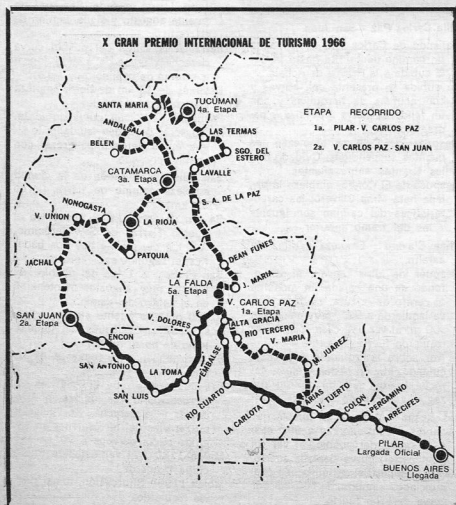 X GRAN PREMIO INTERNACIONAL DE TURISMO 1966
ETAPA RECORRIDO
1a. PILAR - V. CARLOS PAZ
2a. V. CARLOS PAZ - SAN JUAN
SANTA MARIA
TUCUMAN
4a. Etapa
ANDALGALA
LAS TERMAS
BELEN
SGO. DEL
ESTERO
CATAMARCA
3a. Etapa
LAVALLE
NONOGASTA
S. A. DE LA PAZ
V. UNION
LA RIOJA
PATQUIA
DEAN FUNES
JACHAL
J. MARIA
LA FALDA
5a. Etapa
V. CARLOS PAZ
1a. Etapa
SAN JUAN
2a. Etapa
V. DOLORES
ALTA GRACIA
RIO TERCERO
V. MARIA
ENCON
EMBALSE
M. JUAREZ
SAN ANTONIO
LA TOMA
SAN LUIS
RIO CUARTO
LA CARLOTA
ARIAS
V. TUERTO
COLON
PERGAMINO
ARRECIFES
PILAR
Largada Oficial
BUENOS AIRES
Llegada